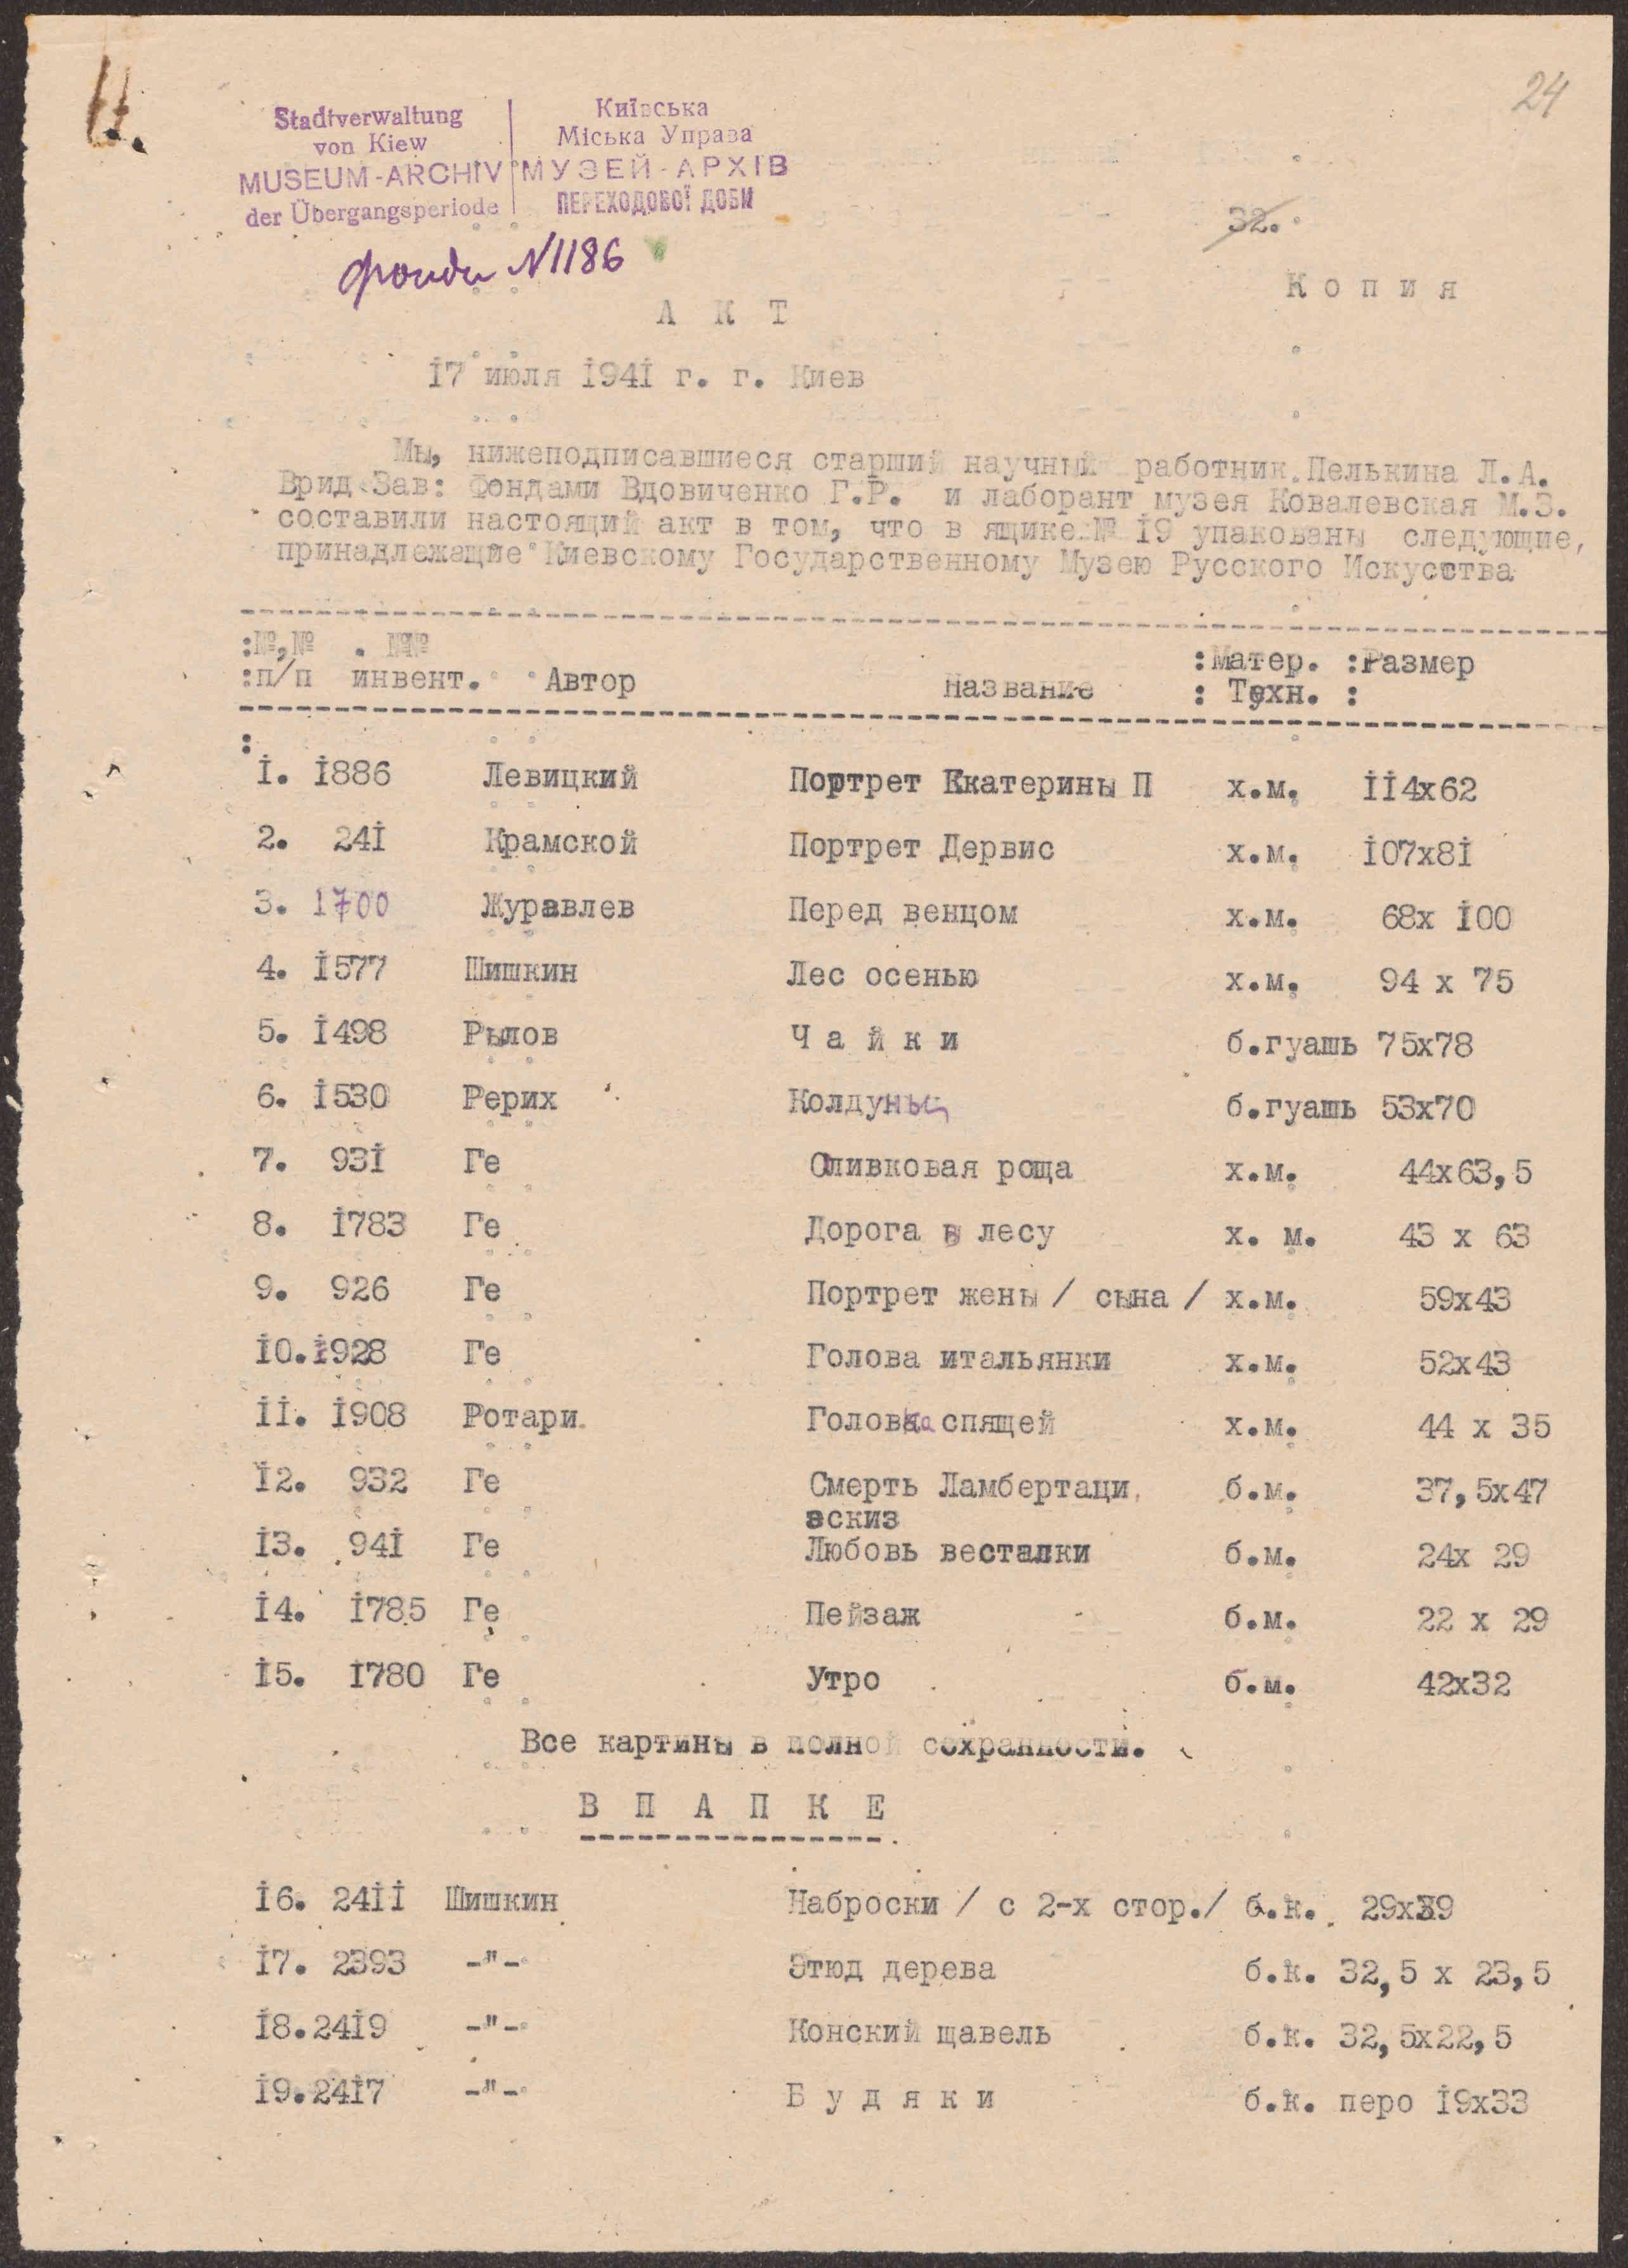 11.
24
Stadtverwaltung
von Kiew
MUSEUM-ARCHIV
der Übergangsperiode
Київська
Міська Управа
МУЗЕЙ-АРХІВ
ПЕРЕХОДОВОЇ ДОБИ
32.
фонди №1186
Копия
АКТ
17 июля 1941 г. г. Киев
Мы, нижеподписавшиеся старший научный работник Пелькина Л.А.
Врид Зав: Фондами Вдовиченко Г.Р. и лаборант музея Ковалевская М.З.
составили настоящий акт в том, что в ящике № 19 упакованы следующие,
принадлежащие Киевскому Государственному Музею Русского Искусства
:№,№ . №№ :Матер. :Размер
:п/п инвент. Автор Название : Техн. :
1. 1886 Левицкий Портрет Екатерины П х.м. 114х62
2. 241 Крамской Портрет Дервис х.м. 107х81
3. 1700 Журавлев Перед венцом х.м. 68х 100
4. 1577 Шишкин Лес осенью х.м. 94 х 75
5. 1498 Рылов Чайки б.гуашь 75х78
6. 1530 Рерих Колдуны б.гуашь 53х70
7. 931 Ге Оливковая роща х.м. 44х63,5
8. 1783 Ге Дорога в лесу х. м. 43 х 63
9. 926 Ге Портрет жены / сына / х.м. 59х43
10.1928 Ге Голова итальянки х.м. 52х43
11. 1908 Ротари Головка спящей х.м. 44 х 35
12. 932 Ге Смерть Ламбертаци б.м. 37,5х47
эскиз
13. 941 Ге Любовь весталки б.м. 24х 29
14. 1785 Ге Пейзаж б.м. 22 х 29
15. 1780 Ге Утро б.м. 42х32
Все картины в полной сохранности.
В ПАПКЕ
16. 2411 Шишкин Наброски / с 2-х стор./ б.к. 29х39
17. 2393 -"- Этюд дерева б.к. 32,5 х 23,5
18.2419 -"- Конский щавель б.к. 32,5х22,5
19.2417 -"- Будяки б.к. перо 19х33